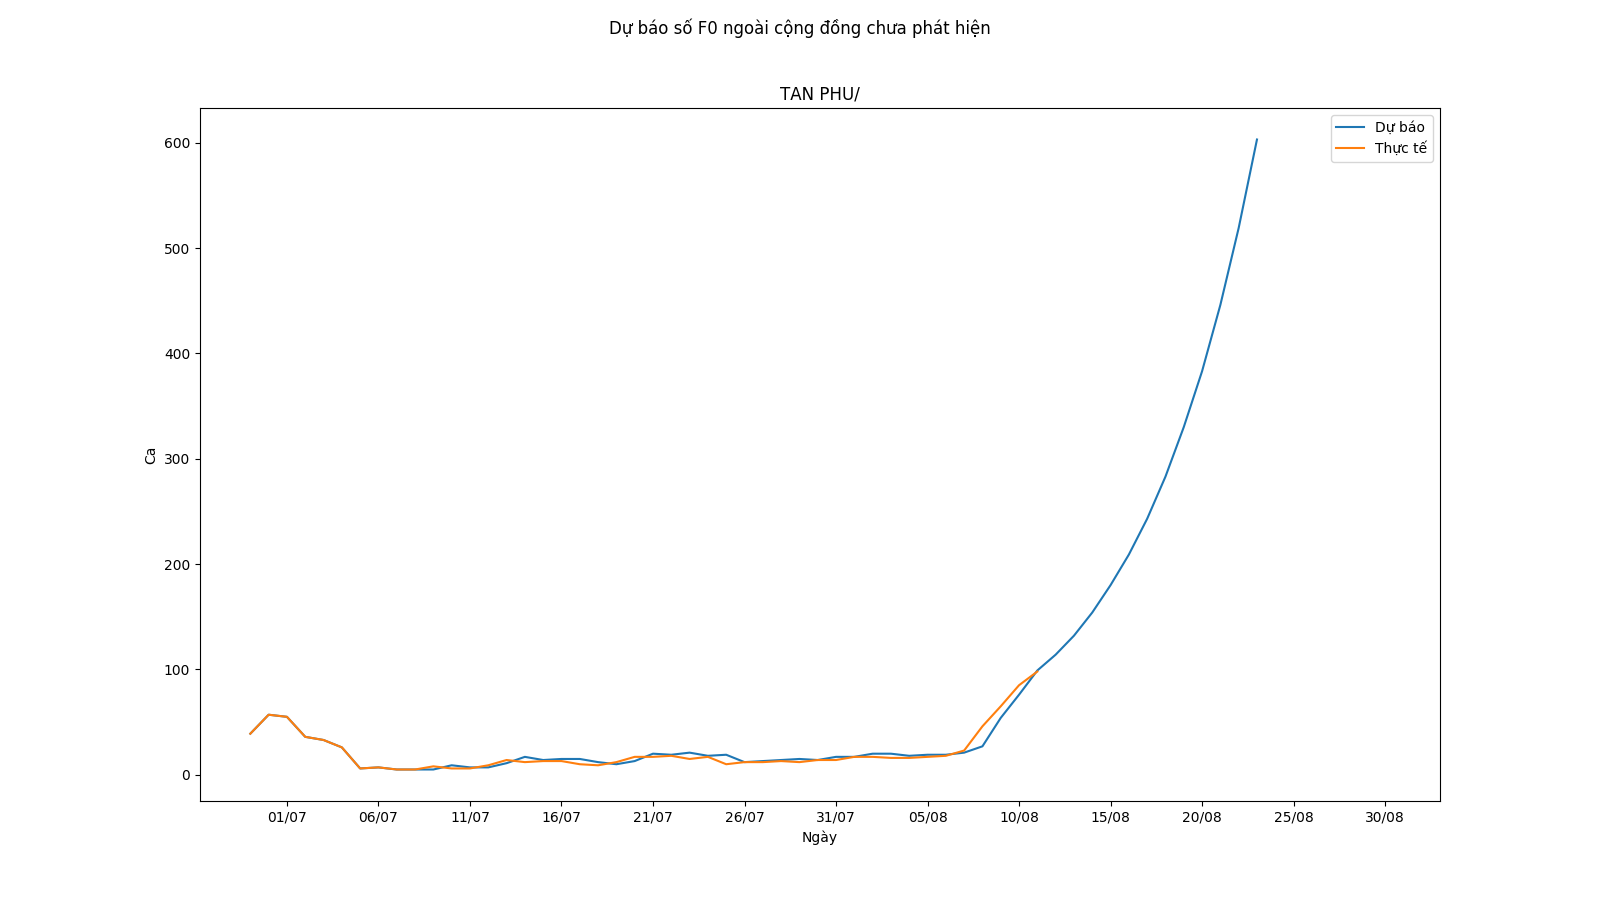 Dự báo số F0 ngoài cộng đồng chưa phát hiện
TAN PHU/
Dự báo
Thực tế
600
500
400
300
200
100
0
Ca
01/07 06/07 11/07 16/07 21/07 26/07 31/07 05/08 10/08 15/08 20/08 25/08 30/08
Ngày